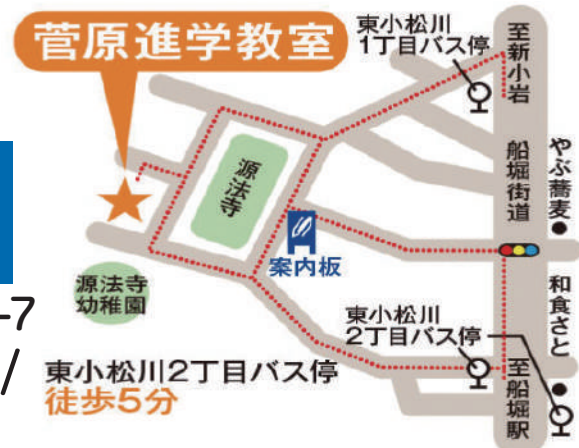 菅原進学教室
東小松川
1丁目バス停
至新小岩
船堀街道
やぶ蕎麦
源法寺
案内板
源法寺
幼稚園
-7
/
東小松川
2丁目バス停
和食さと
至船堀駅
東小松川2丁目バス停
徒歩5分